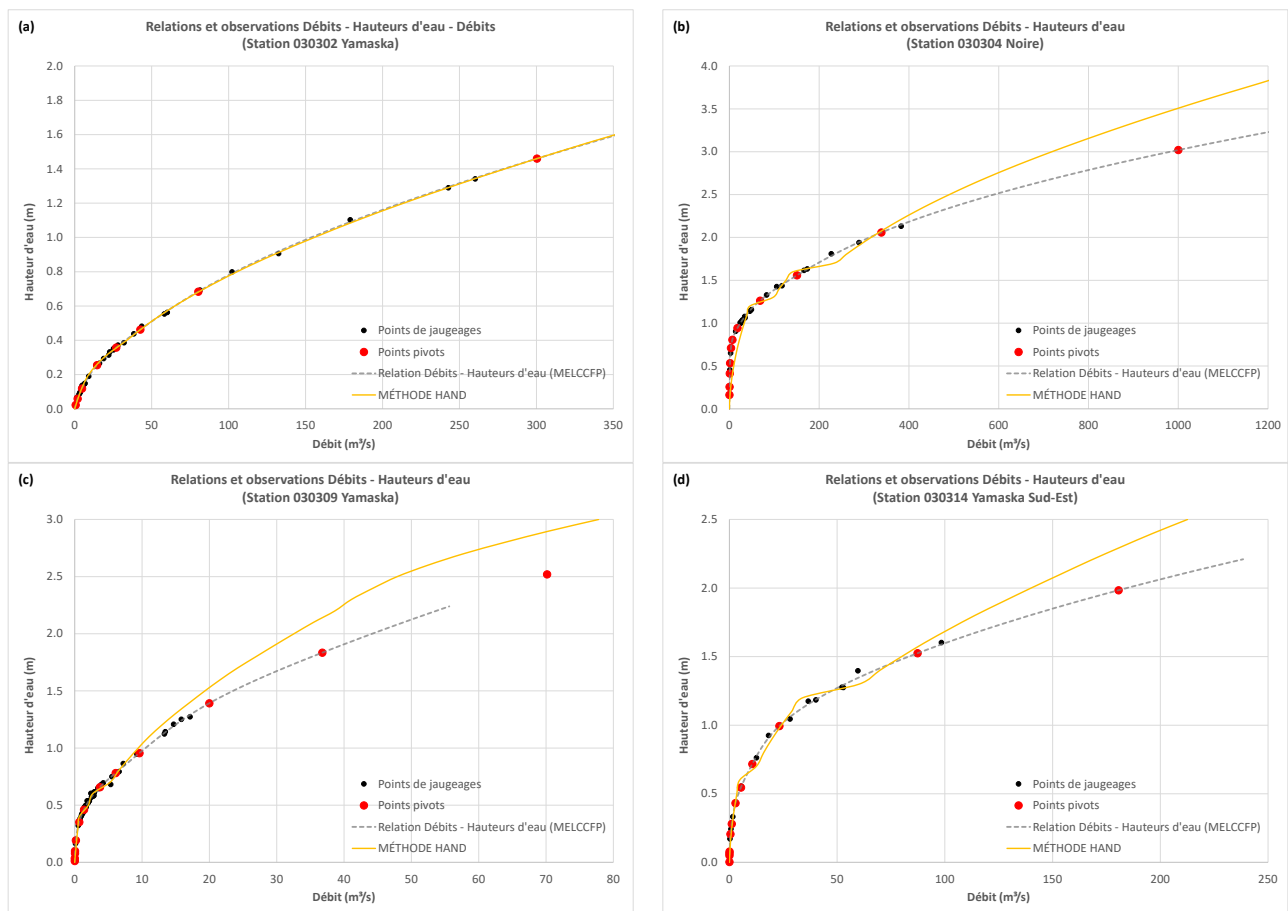 (a)
Relations et observations Débits - Hauteurs d'eau - Débits
(Station 030302 Yamaska)
Hauteur d'eau (m)
1.8
1.6
1.4
1.2
1.0
0.8
0.6
0.4
0.2
0.0
Points de jaugeages
Points pivots
Relation Débits - Hauteurs d'eau (MELCCFP)
MÉTHODE HAND
0 50 100 150 200 250 300 350
Débit (m³/s)
(b)
Relations et observations Débits - Hauteurs d'eau
(Station 030304 Noire)
Hauteur d'eau (m)
4.0
3.5
3.0
2.5
2.0
1.5
1.0
0.5
0.0
Points de jaugeages
Points pivots
Relation Débits - Hauteurs d'eau (MELCCFP)
MÉTHODE HAND
0 200 400 600 800 1000 1200
Débit (m³/s)
(c)
Relations et observations Débits - Hauteurs d'eau
(Station 030309 Yamaska)
Hauteur d'eau (m)
3.0
2.5
2.0
1.5
1.0
0.5
0.0
Points de jaugeages
Points pivots
Relation Débits - Hauteurs d'eau (MELCCFP)
MÉTHODE HAND
0 10 20 30 40 50 60 70 80
Débit (m³/s)
(d)
Relations et observations Débits - Hauteurs d'eau
(Station 030314 Yamaska Sud-Est)
Hauteur d'eau (m)
2.5
2.0
1.5
1.0
0.5
0.0
Points de jaugeages
Points pivots
Relation Débits - Hauteurs d'eau (MELCCFP)
MÉTHODE HAND
0 50 100 150 200 250
Débit (m³/s)